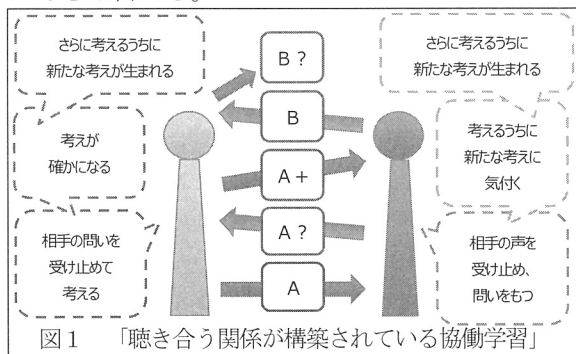 さらに考えるうちに
新たな考えが生まれる
考えが
確かになる
相手の問いを
受け止めて
考える
B？
B
A＋
A？
A
さらに考えるうちに
新たな考えが生まれる
考えるうちに
新たな考えに
気付く
相手の声を
受け止め、
問いをもつ
図1　「聴き合う関係が構築されている協働学習」